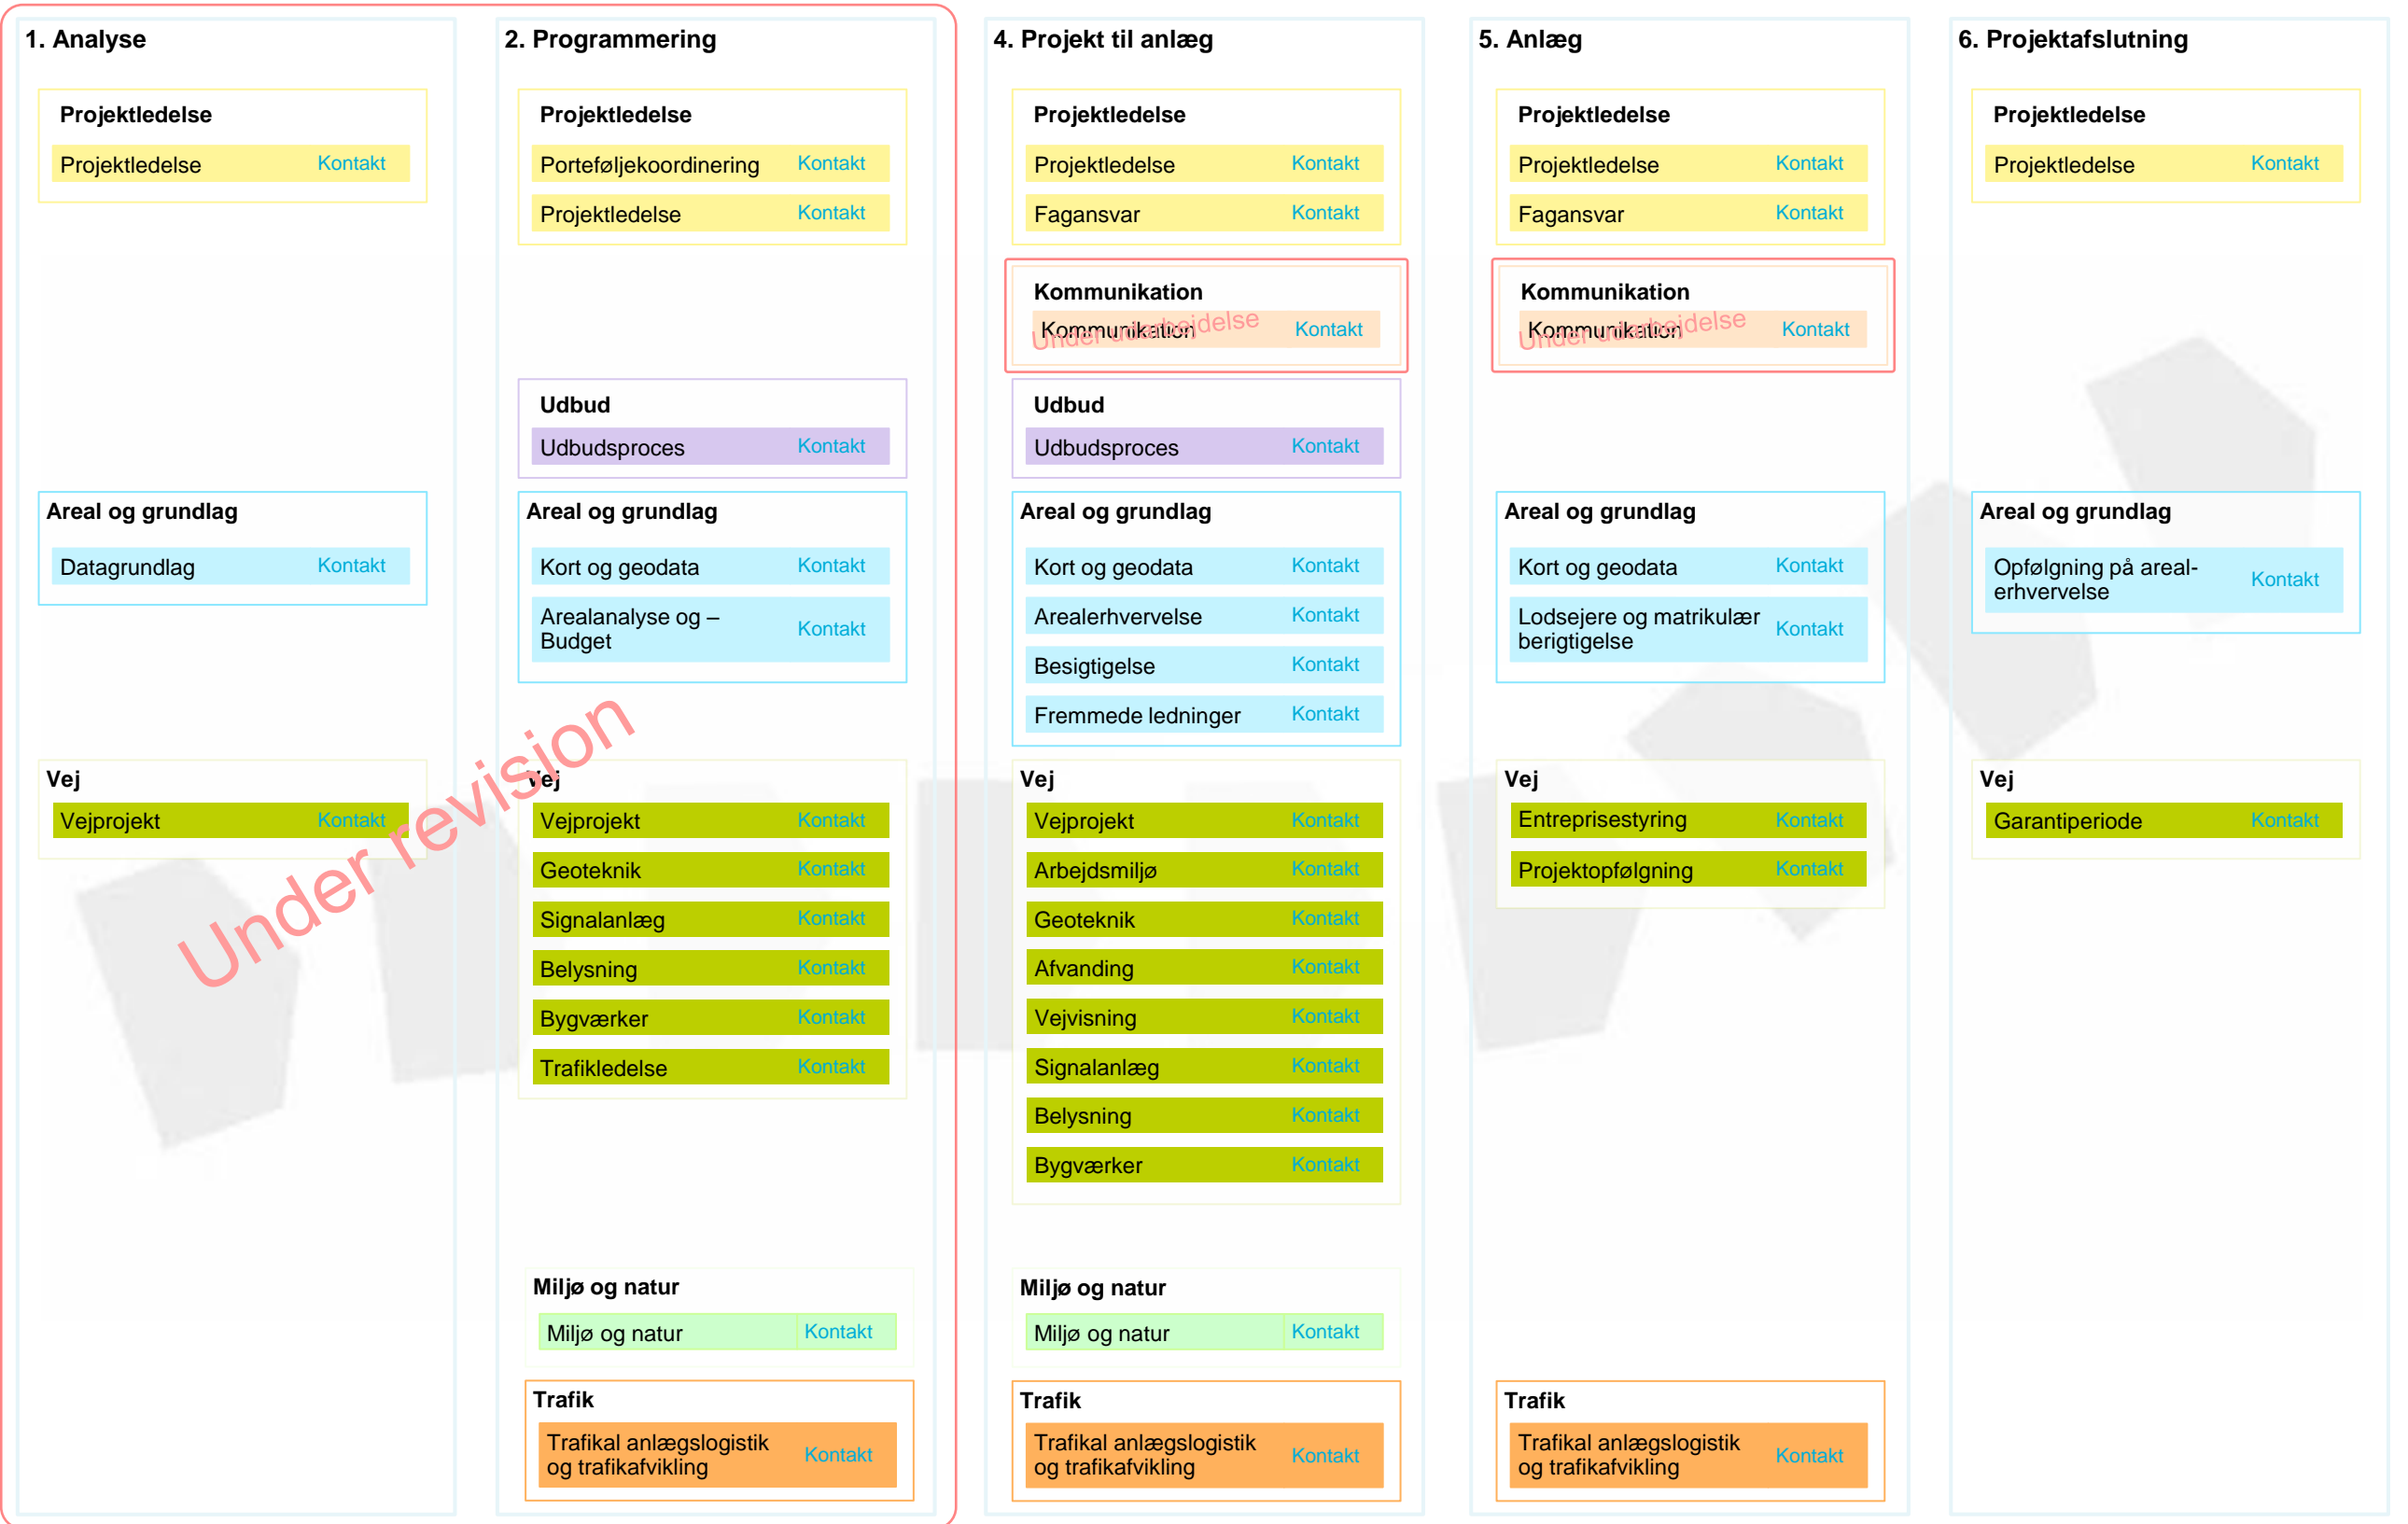 1. Analyse
Projektledelse
Projektledelse Kontakt
Areal og grundlag
Datagrundlag Kontakt
Vej
Vejprojekt Kontakt
Under revision
2. Programmering
Projektledelse
Porteføljekoordinering Kontakt
Projektledelse Kontakt
Udbud
Udbudsproces Kontakt
Areal og grundlag
Kort og geodata Kontakt
Arealanalyse og –
Budget Kontakt
Vej
Vejprojekt Kontakt
Geoteknik Kontakt
Signalanlæg Kontakt
Belysning Kontakt
Bygværker Kontakt
Trafikledelse Kontakt
Miljø og natur
Miljø og natur Kontakt
Trafik
Trafikal anlægslogistik
og trafikafvikling Kontakt
4. Projekt til anlæg
Projektledelse
Projektledelse Kontakt
Fagansvar Kontakt
Kommunikation
Kommunikation Kontakt
Under udarbejdelse
Udbud
Udbudsproces Kontakt
Areal og grundlag
Kort og geodata Kontakt
Arealerhvervelse Kontakt
Besigtigelse Kontakt
Fremmede ledninger Kontakt
Vej
Vejprojekt Kontakt
Arbejdsmiljø Kontakt
Geoteknik Kontakt
Afvanding Kontakt
Vejvisning Kontakt
Signalanlæg Kontakt
Belysning Kontakt
Bygværker Kontakt
Miljø og natur
Miljø og natur Kontakt
Trafik
Trafikal anlægslogistik
og trafikafvikling Kontakt
5. Anlæg
Projektledelse
Projektledelse Kontakt
Fagansvar Kontakt
Kommunikation
Kommunikation Kontakt
Under udarbejdelse
Areal og grundlag
Kort og geodata Kontakt
Lodsejere og matrikulær
berigtigelse Kontakt
Vej
Entreprisestyring Kontakt
Projektopfølgning Kontakt
Trafik
Trafikal anlægslogistik
og trafikafvikling Kontakt
6. Projektafslutning
Projektledelse
Projektledelse Kontakt
Areal og grundlag
Opfølgning på areal-
erhvervelse Kontakt
Vej
Garantiperiode Kontakt